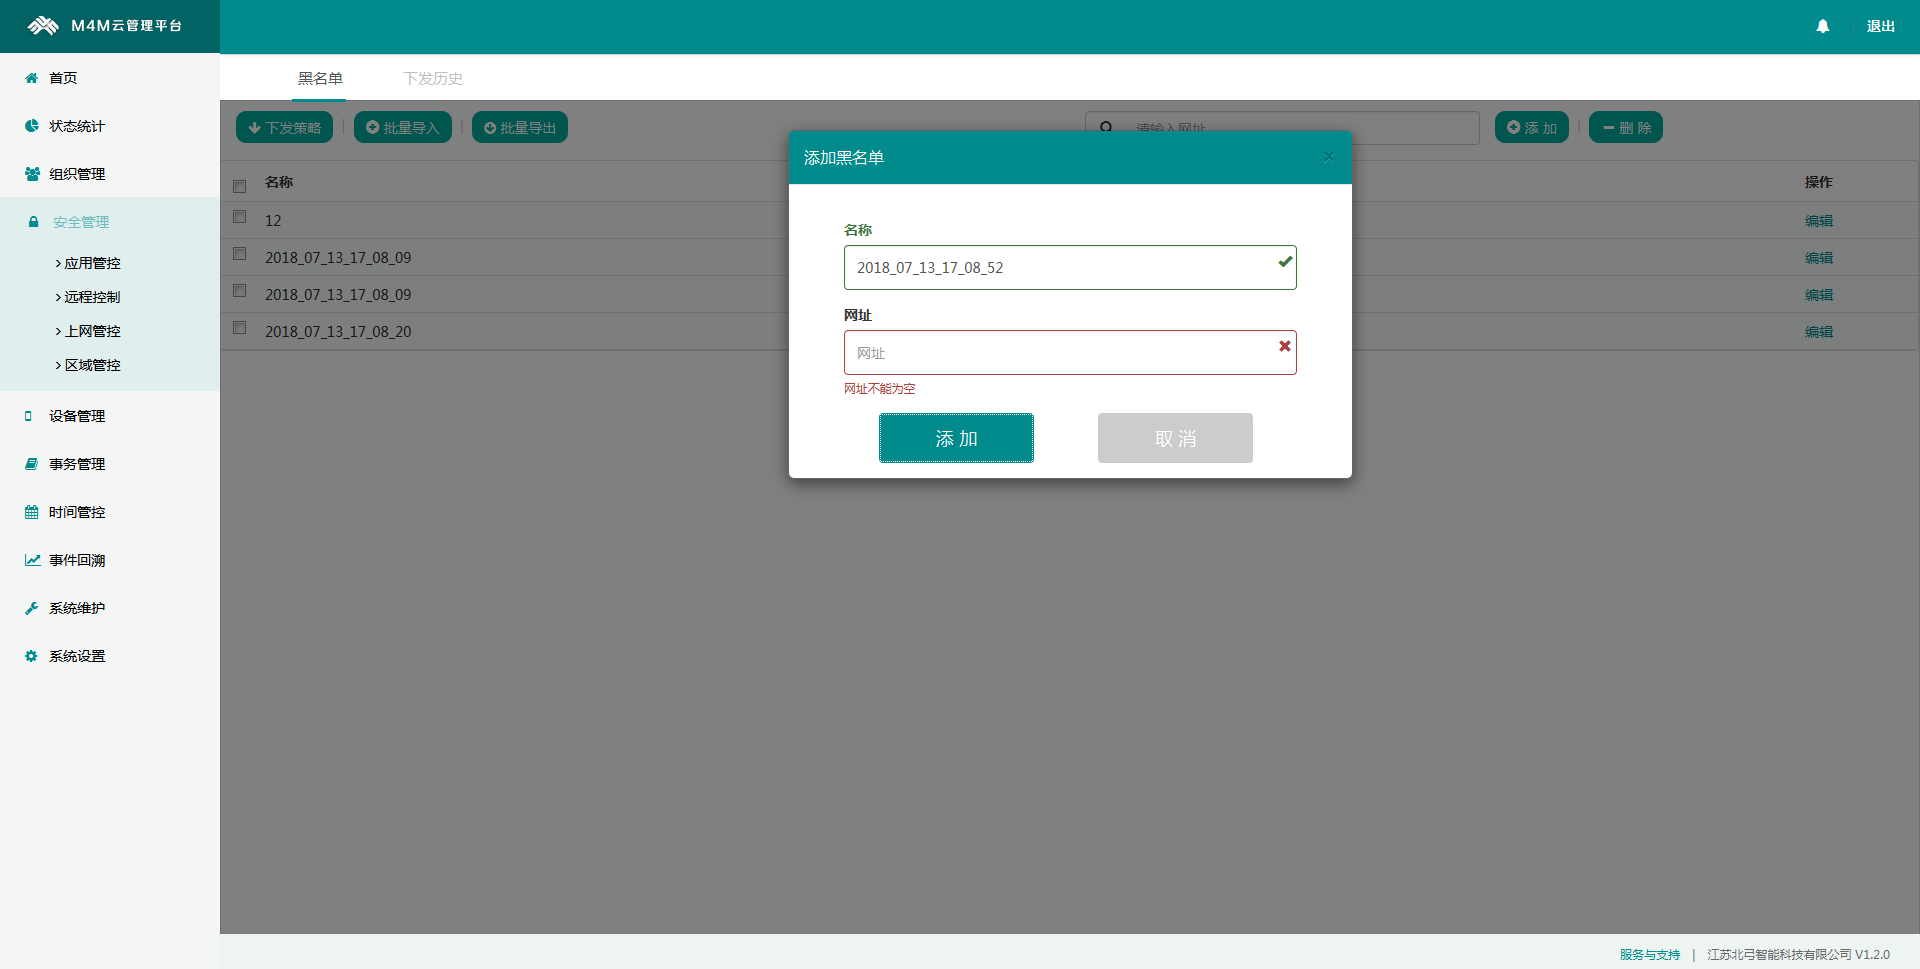 M4M云管理平台
退出
首页
状态统计
组织管理
安全管理
应用管控
远程控制
上网管控
区域管控
设备管理
事务管理
时间管控
事件回溯
系统维护
系统设置
黑名单
下发历史
下发策略
批量导入
批量导出
请输入网址
添 加
删 除
名称
操作
12
编辑
2018_07_13_17_08_09
编辑
2018_07_13_17_08_09
编辑
2018_07_13_17_08_20
编辑
添加黑名单
×
名称
2018_07_13_17_08_52
网址
网址
网址不能为空
添 加
取 消
服务与支持 | 江苏北弓智能科技有限公司 V1.2.0